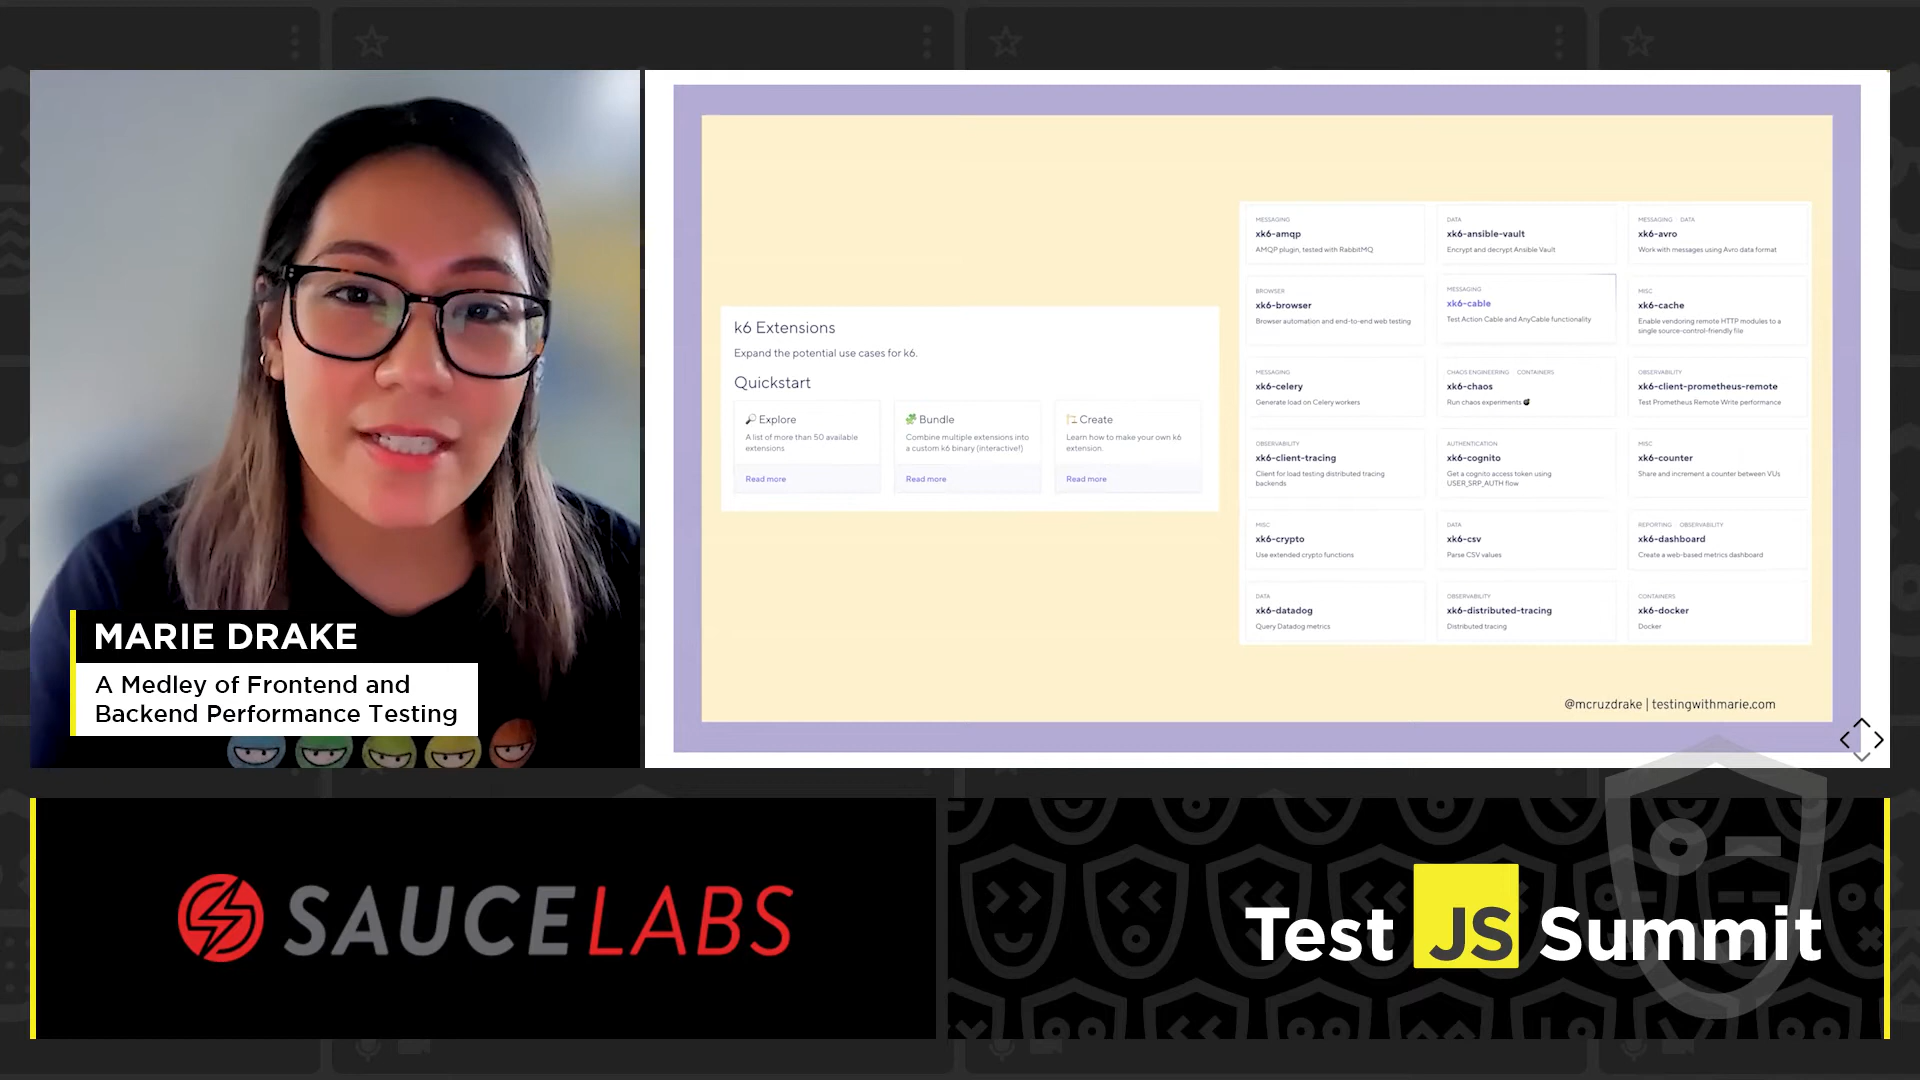 MARIE DRAKE
A Medley of Frontend and
Backend Performance Testing
k6 Extensions
Expand the potential use cases for k6.
Quickstart
Explore
A list of more than 50 available
extensions
Read more
Bundle
Combine multiple extensions into
a custom k6 binary (interactive!)
Read more
Create
Learn how to make your own k6
extension.
Read more
MESSAGING
xk6-amqp
AMQP plugin, tested with RabbitMQ
DATA
xk6-ansible-vault
Encrypt and decrypt Ansible Vault
MESSAGING DATA
xk6-avro
Work with messages using Avro data format
BROWSER
xk6-browser
Browser automation and end-to-end web testing
MESSAGING
xk6-cable
Test Action Cable and AnyCable functionality
MISC
xk6-cache
Enable vendoring remote HTTP modules to a
single source-control-friendly file
MESSAGING
xk6-celery
Generate load on Celery workers
CHAOS ENGINEERING CONTAINERS
xk6-chaos
Run chaos experiments
OBSERVABILITY
xk6-client-prometheus-remote
Test Prometheus Remote Write performance
OBSERVABILITY
xk6-client-tracing
Client for load testing distributed tracing
backends
AUTHENTICATION
xk6-cognito
Get a cognito access token using
USER_SRP_AUTH flow
MISC
xk6-counter
Share and increment a counter between VUs
MISC
xk6-crypto
Use extended crypto functions
DATA
xk6-csv
Parse CSV values
REPORTING OBSERVABILITY
xk6-dashboard
Create a web-based metrics dashboard
DATA
xk6-datadog
Query Datadog metrics
OBSERVABILITY
xk6-distributed-tracing
Distributed tracing
CONTAINERS
xk6-docker
Docker
@mcruzdrake | testingwithmarie.com
SAUCELABS
Test JS Summit